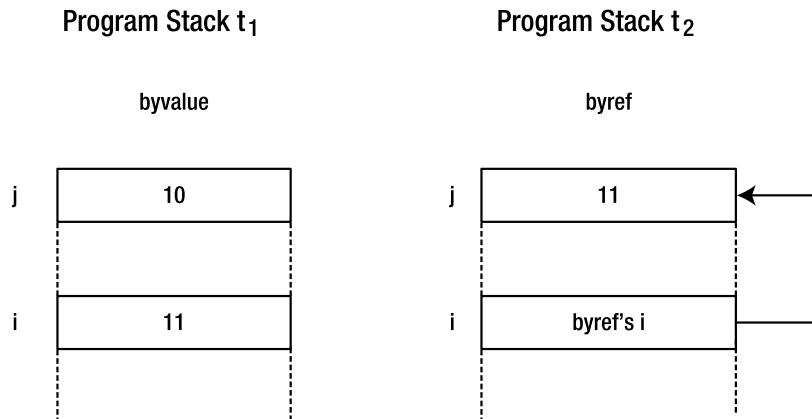 Program Stack t1
Program Stack t2
byvalue
byref
j
10
j
11
i
11
i
byref's i